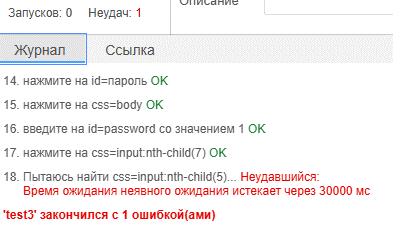 Запусков: 0 Неудач: 1 Описание
Журнал Ссылка
14. нажмите на id=пароль OK
15. нажмите на css=body OK
16. введите на id=password со значением 1 OK
17. нажмите на css=input:nth-child(7) OK
18. Пытаюсь найти css=input:nth-child(5)... Неудавшийся:
Время ожидания неявного ожидания истекает через 30000 мс
'test3' закончился с 1 ошибкой(ами)